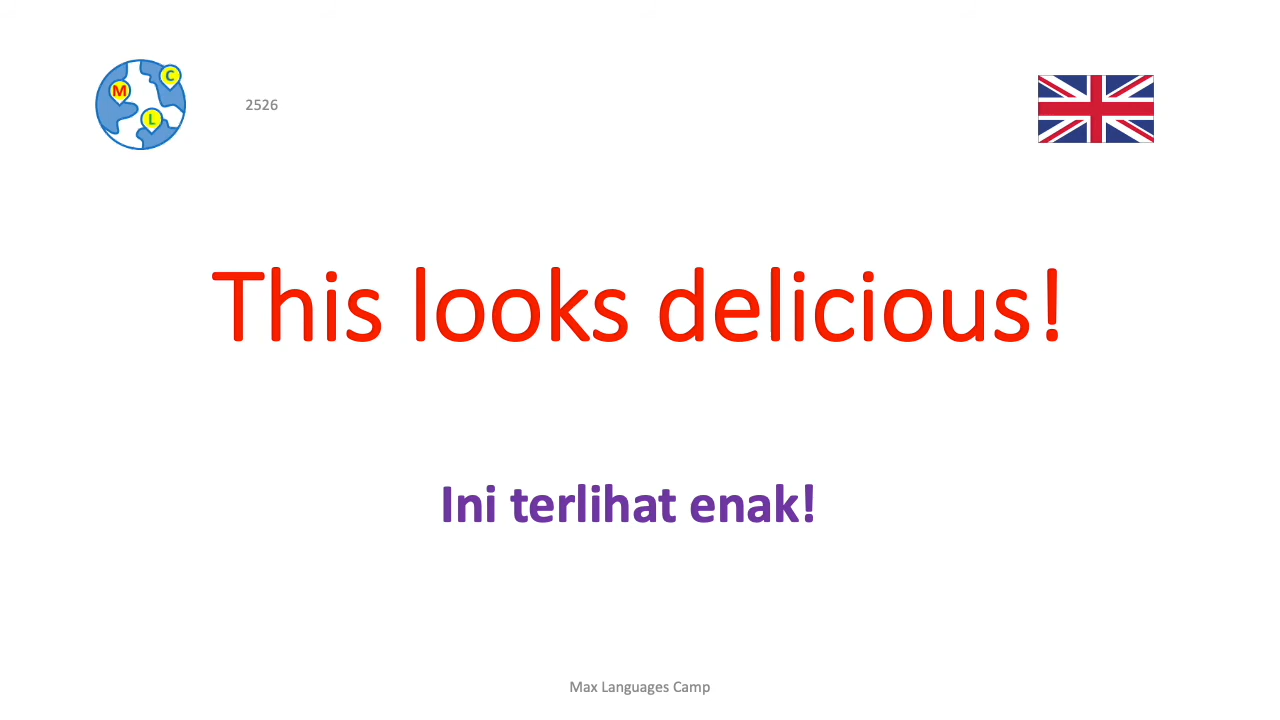 M
C
L
2526
This looks delicious!
Ini terlihat enak!
Max Languages Camp